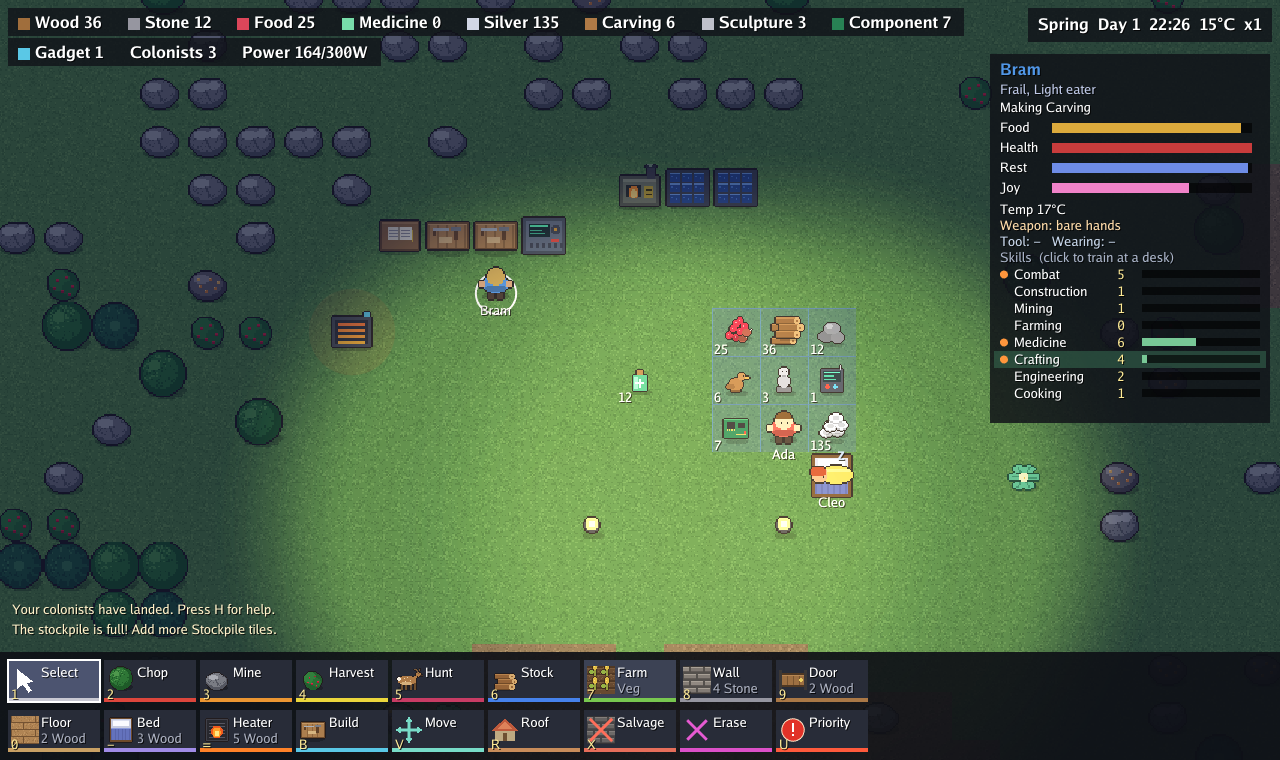 Wood 36 Stone 12 Food 25 Medicine 0 Silver 135 Carving 6 Sculpture 3 Component 7
Gadget 1 Colonists 3 Power 164/300W
Spring Day 1 22:26 15°C x1
Bram
Frail, Light eater
Making Carving
Food
Health
Rest
Joy
Temp 17°C
Weapon: bare hands
Tool: – Wearing: –
Skills (click to train at a desk)
Combat 5
Construction 1
Mining 1
Farming 0
Medicine 6
Crafting 4
Engineering 2
Cooking 1
Bram
25 36 12
12
6 3 1
7 135
Ada
Z
Cleo
Your colonists have landed. Press H for help.
The stockpile is full! Add more Stockpile tiles.
Select 1
Chop 2
Mine 3
Harvest 4
Hunt 5
Stock 6
Farm Veg 7
Wall 4 Stone 8
Door 2 Wood 9
Floor 2 Wood 0
Bed 3 Wood –
Heater 5 Wood =
Build B
Move V
Roof R
Salvage X
Erase
Priority U